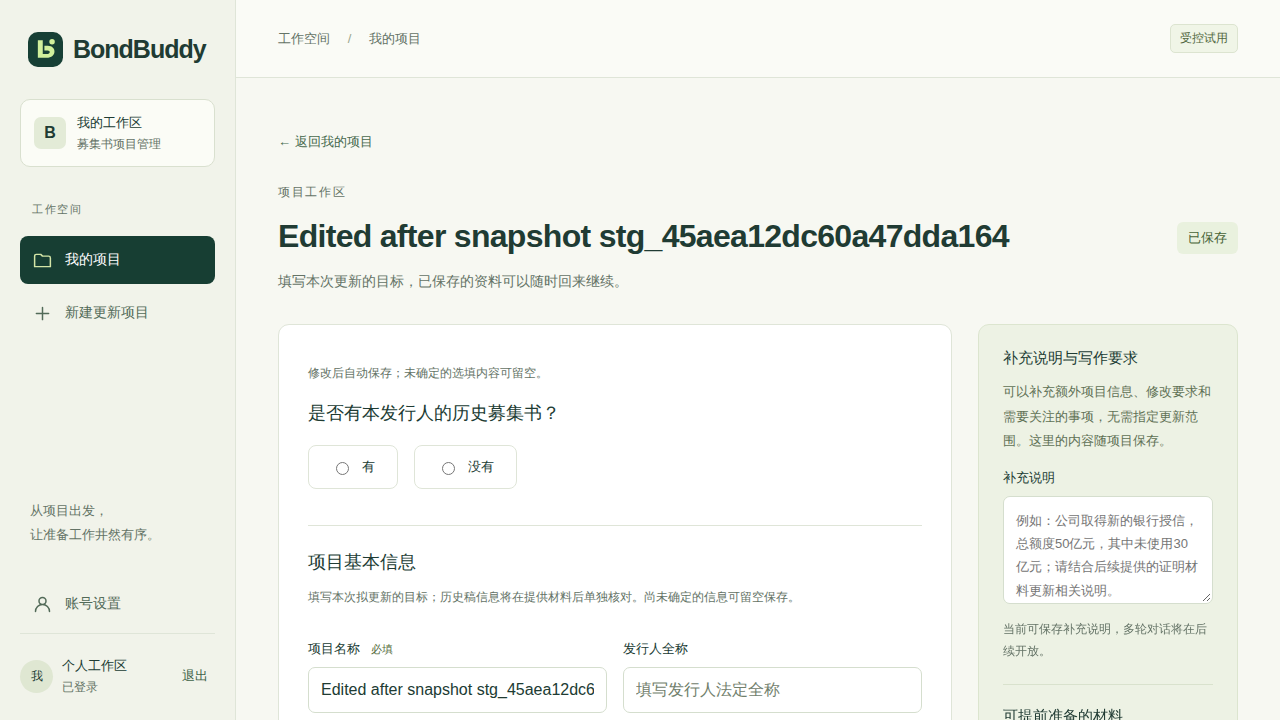 BondBuddy
B
我的工作区
募集书项目管理
工作空间
我的项目
新建更新项目
从项目出发，
让准备工作井然有序。
账号设置
我
个人工作区
已登录
退出
工作空间 / 我的项目
受控试用
← 返回我的项目
项目工作区
Edited after snapshot stg_45aea12dc60a47dda164
已保存
填写本次更新的目标，已保存的资料可以随时回来继续。
修改后自动保存；未确定的选填内容可留空。
是否有本发行人的历史募集书？
有
没有
项目基本信息
填写本次拟更新的目标；历史稿信息将在提供材料后单独核对。尚未确定的信息可留空保存。
项目名称 必填
发行人全称
Edited after snapshot stg_45aea12dc6
填写发行人法定全称
补充说明与写作要求
可以补充额外项目信息、修改要求和
需要关注的事项，无需指定更新范
围。这里的内容随项目保存。
补充说明
例如：公司取得新的银行授信，
总额度50亿元，其中未使用30
亿元；请结合后续提供的证明材
料更新相关说明。
当前可保存补充说明，多轮对话将在后
续开放。
可提前准备的材料